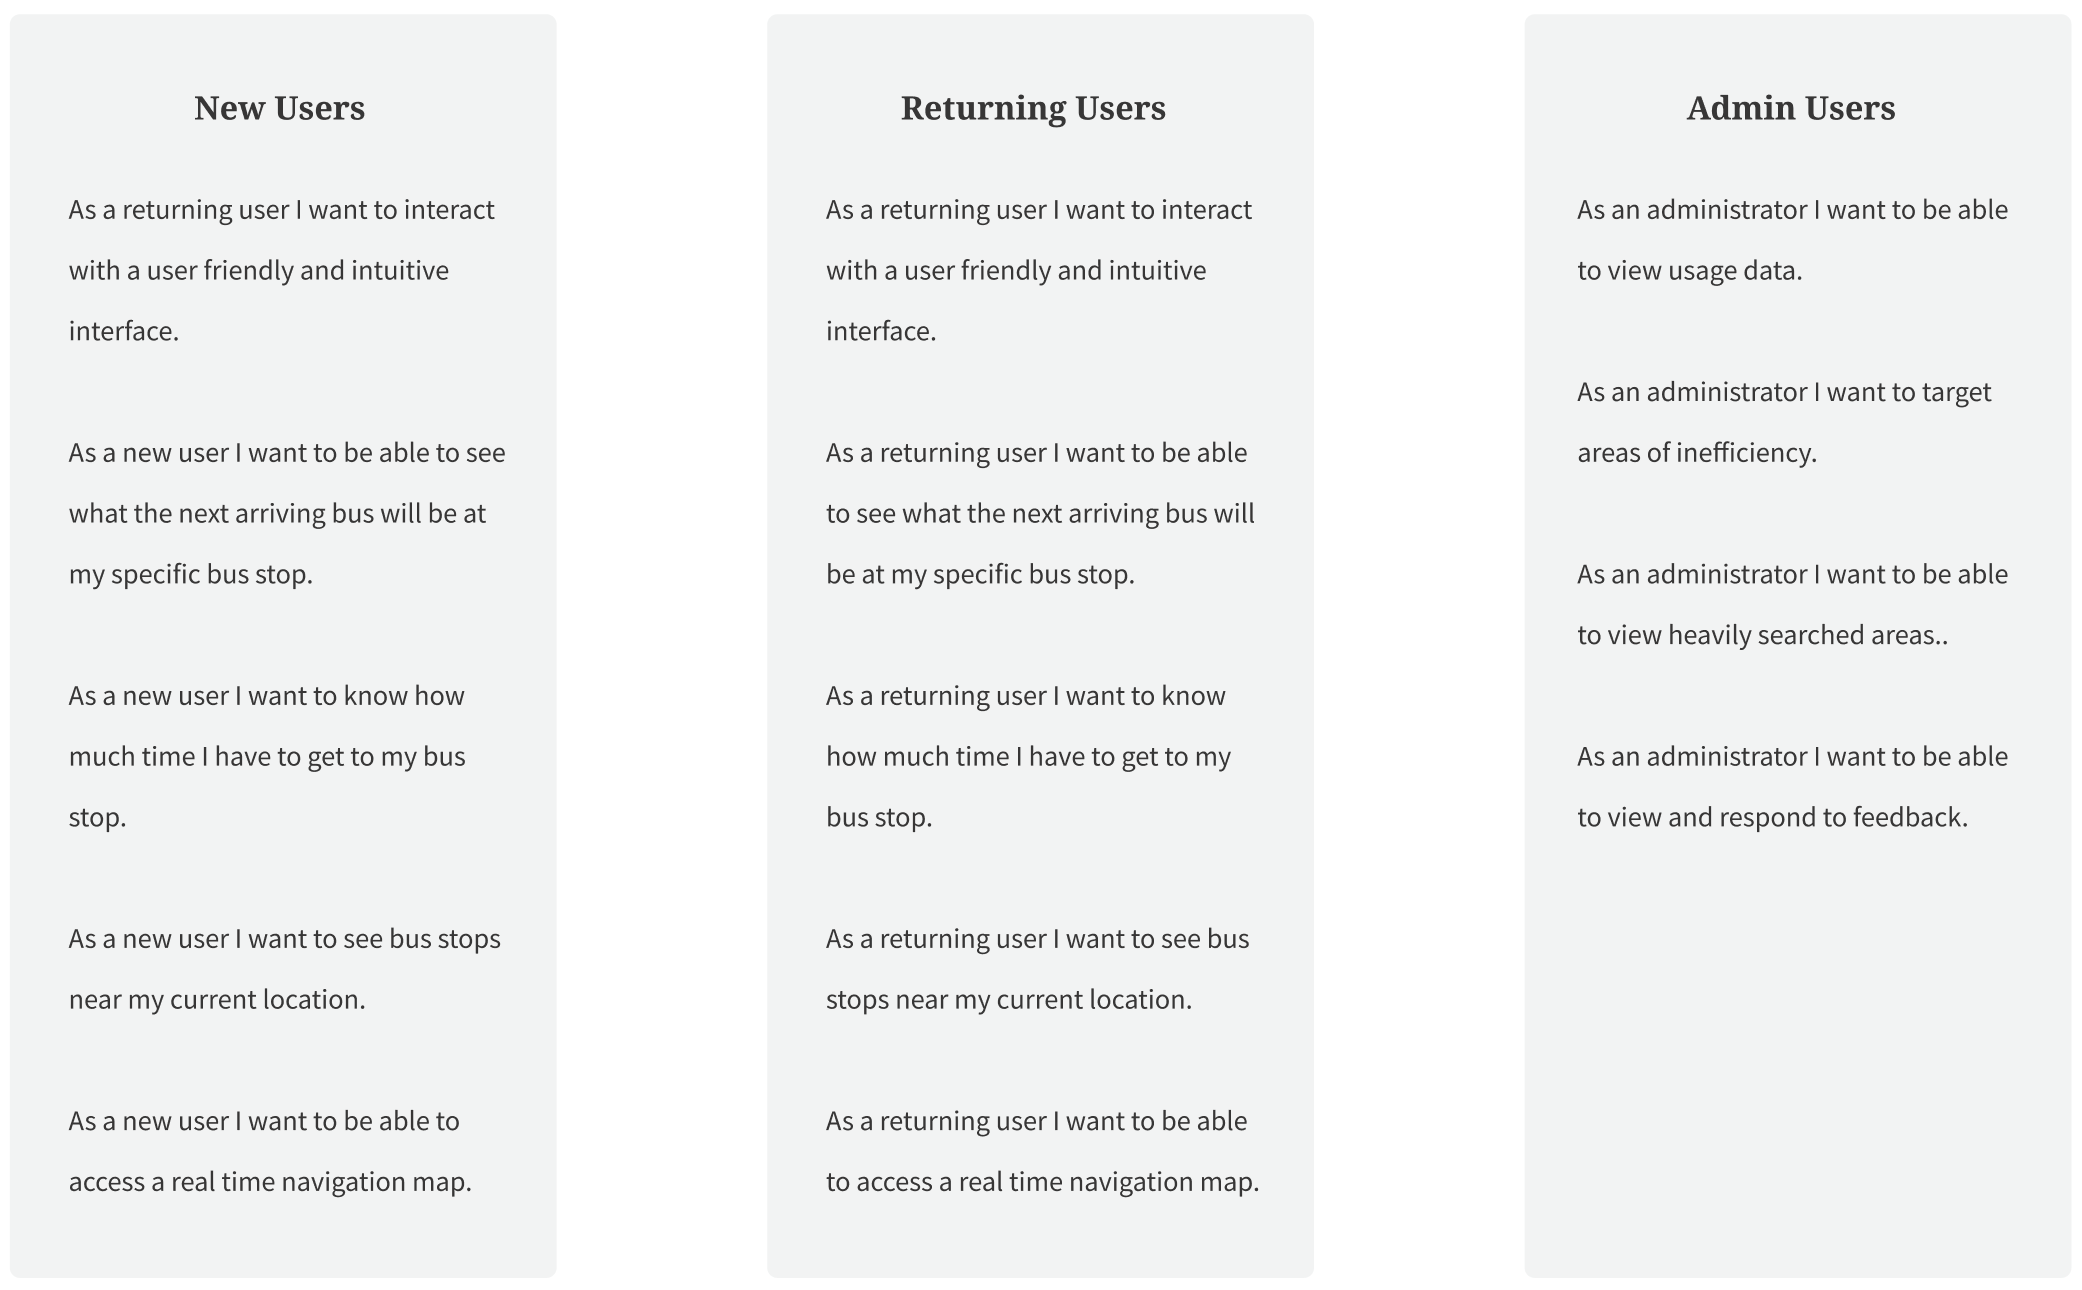 New Users
As a returning user I want to interact
with a user friendly and intuitive
interface.
As a new user I want to be able to see
what the next arriving bus will be at
my specific bus stop.
As a new user I want to know how
much time I have to get to my bus
stop.
As a new user I want to see bus stops
near my current location.
As a new user I want to be able to
access a real time navigation map.
Returning Users
As a returning user I want to interact
with a user friendly and intuitive
interface.
As a returning user I want to be able
to see what the next arriving bus will
be at my specific bus stop.
As a returning user I want to know
how much time I have to get to my
bus stop.
As a returning user I want to see bus
stops near my current location.
As a returning user I want to be able
to access a real time navigation map.
Admin Users
As an administrator I want to be able
to view usage data.
As an administrator I want to target
areas of inefficiency.
As an administrator I want to be able
to view heavily searched areas..
As an administrator I want to be able
to view and respond to feedback.